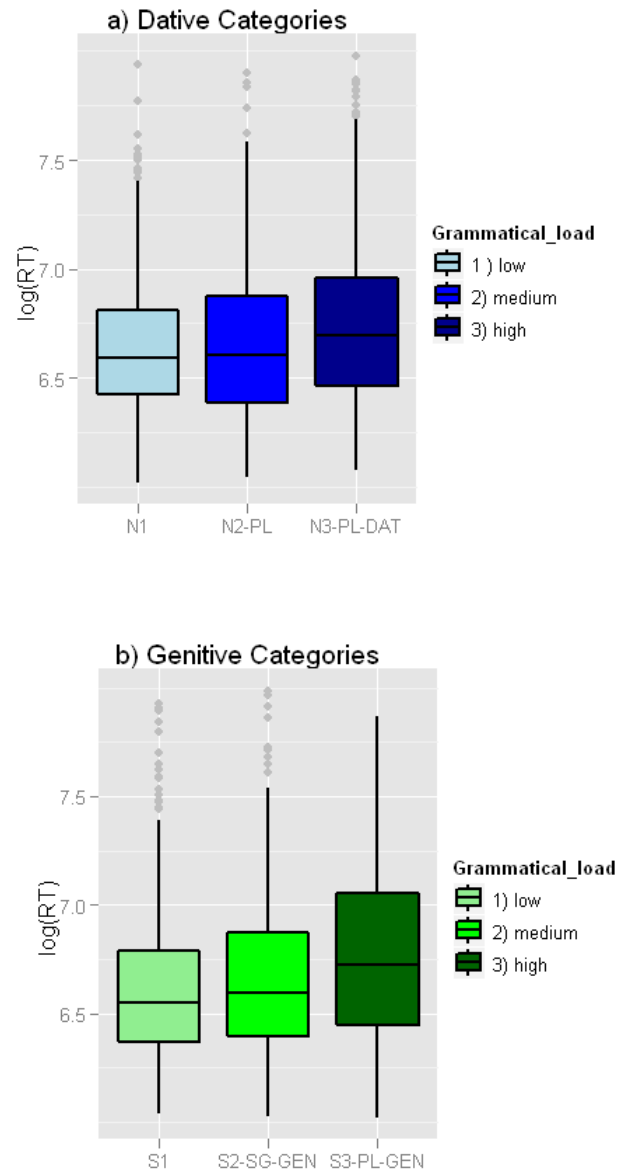 a) Dative Categories
7.5
7.0
6.5
log(RT)
N1 N2-PL N3-PL-DAT
Grammatical_load
1 ) low
2) medium
3) high
b) Genitive Categories
7.5
7.0
6.5
log(RT)
S1 S2-SG-GEN S3-PL-GEN
Grammatical_load
1) low
2) medium
3) high